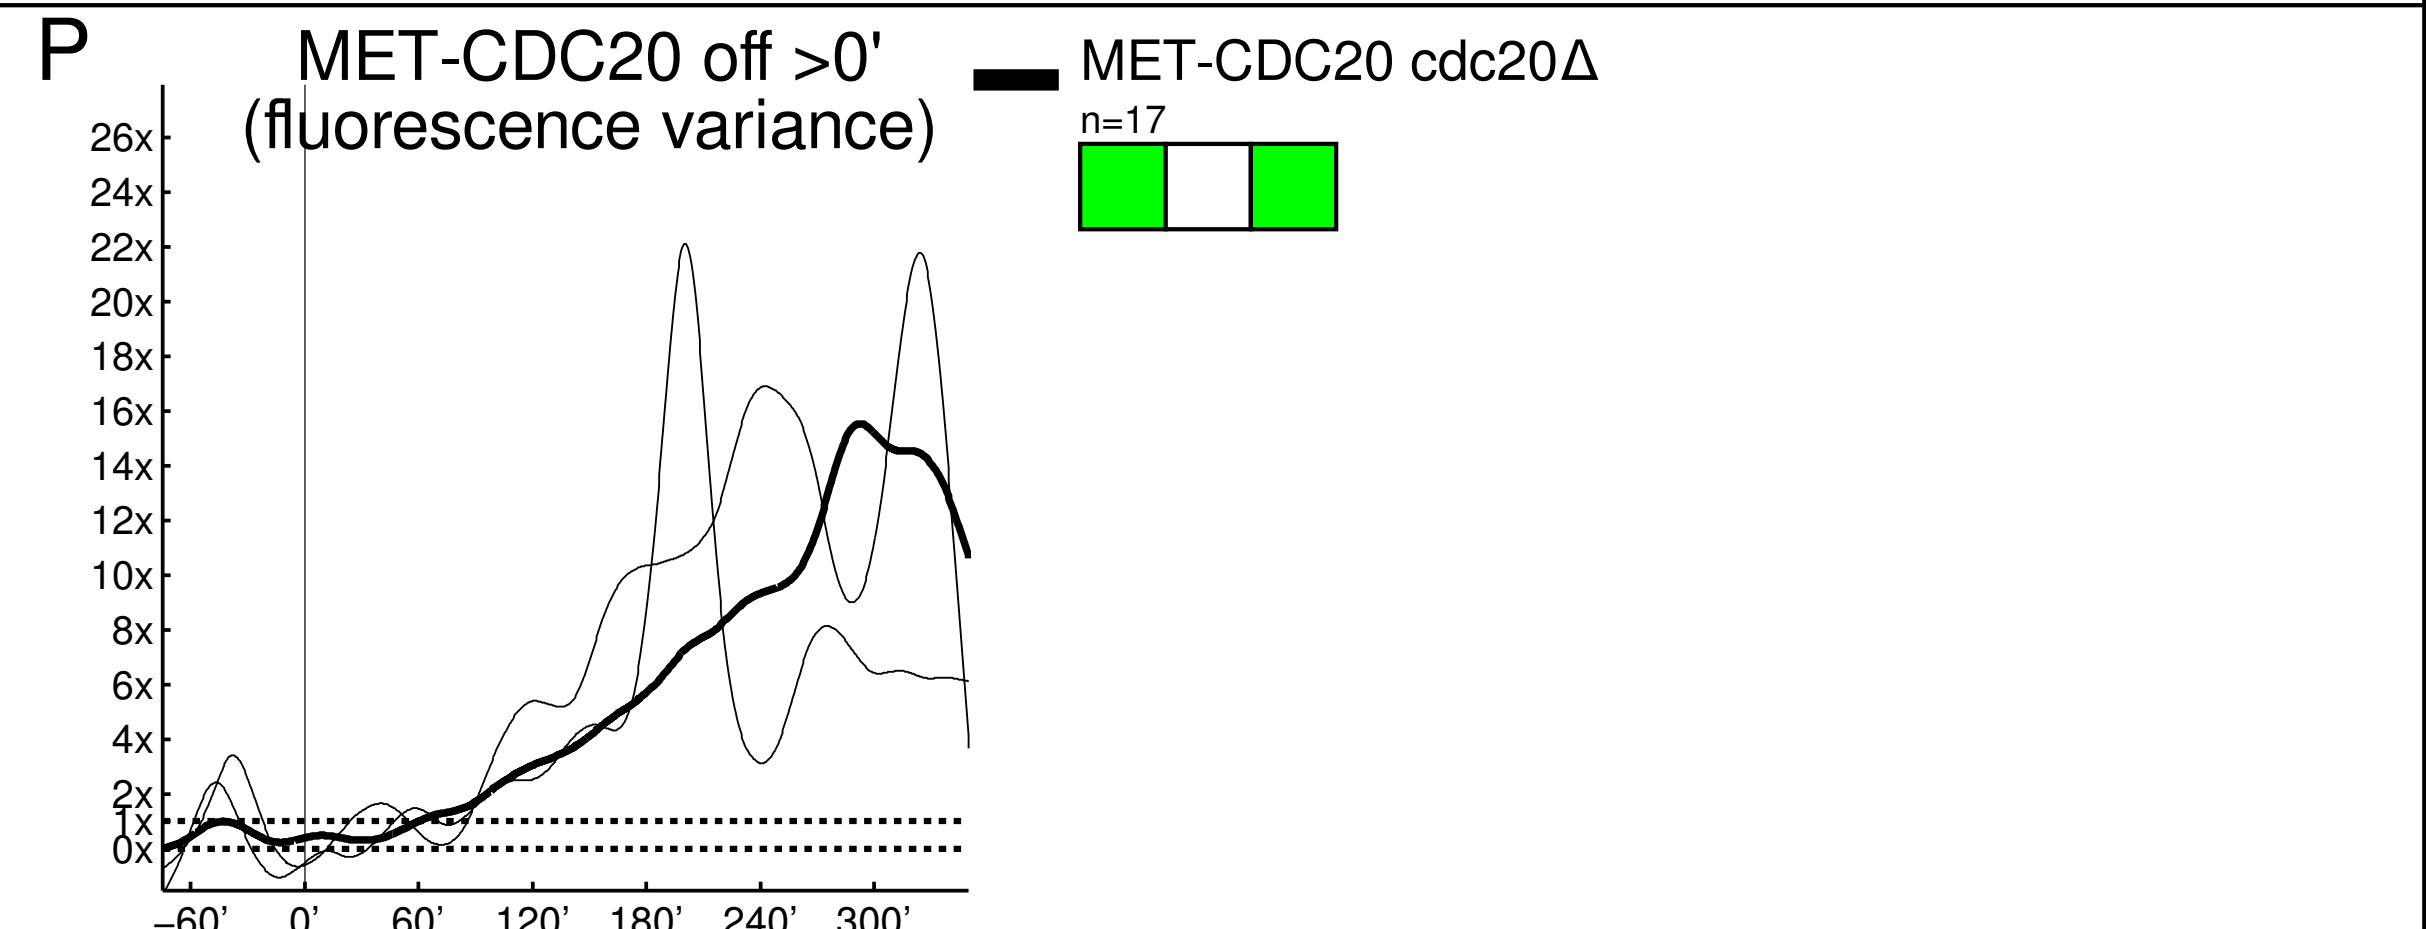 P
MET-CDC20 off >0'
(fluorescence variance)
MET-CDC20 cdc20Δ
n=17
26x
24x
22x
20x
18x
16x
14x
12x
10x
8x
6x
4x
2x
1x
0x
−60’ 0’ 60’ 120’ 180’ 240’ 300’